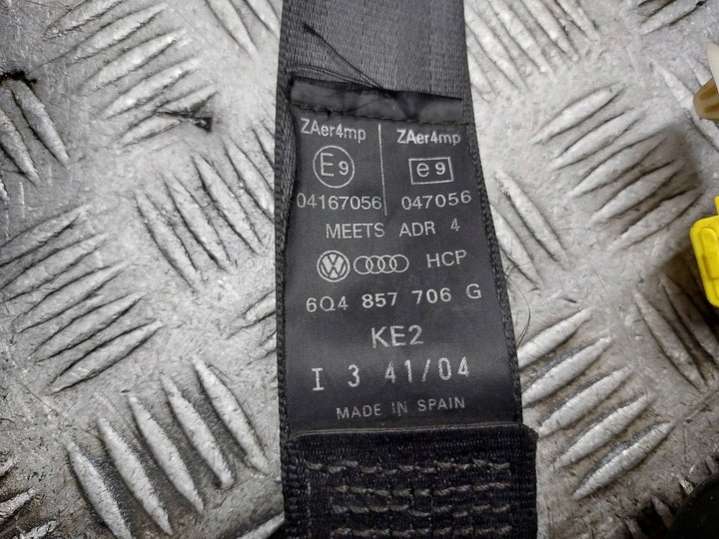 ZAer4mp ZAer4mp
E9 e9
04167056 047056
MEETS ADR 4
VW HCP
6Q4 857 706 G
KE2
I 3 41/04
MADE IN SPAIN